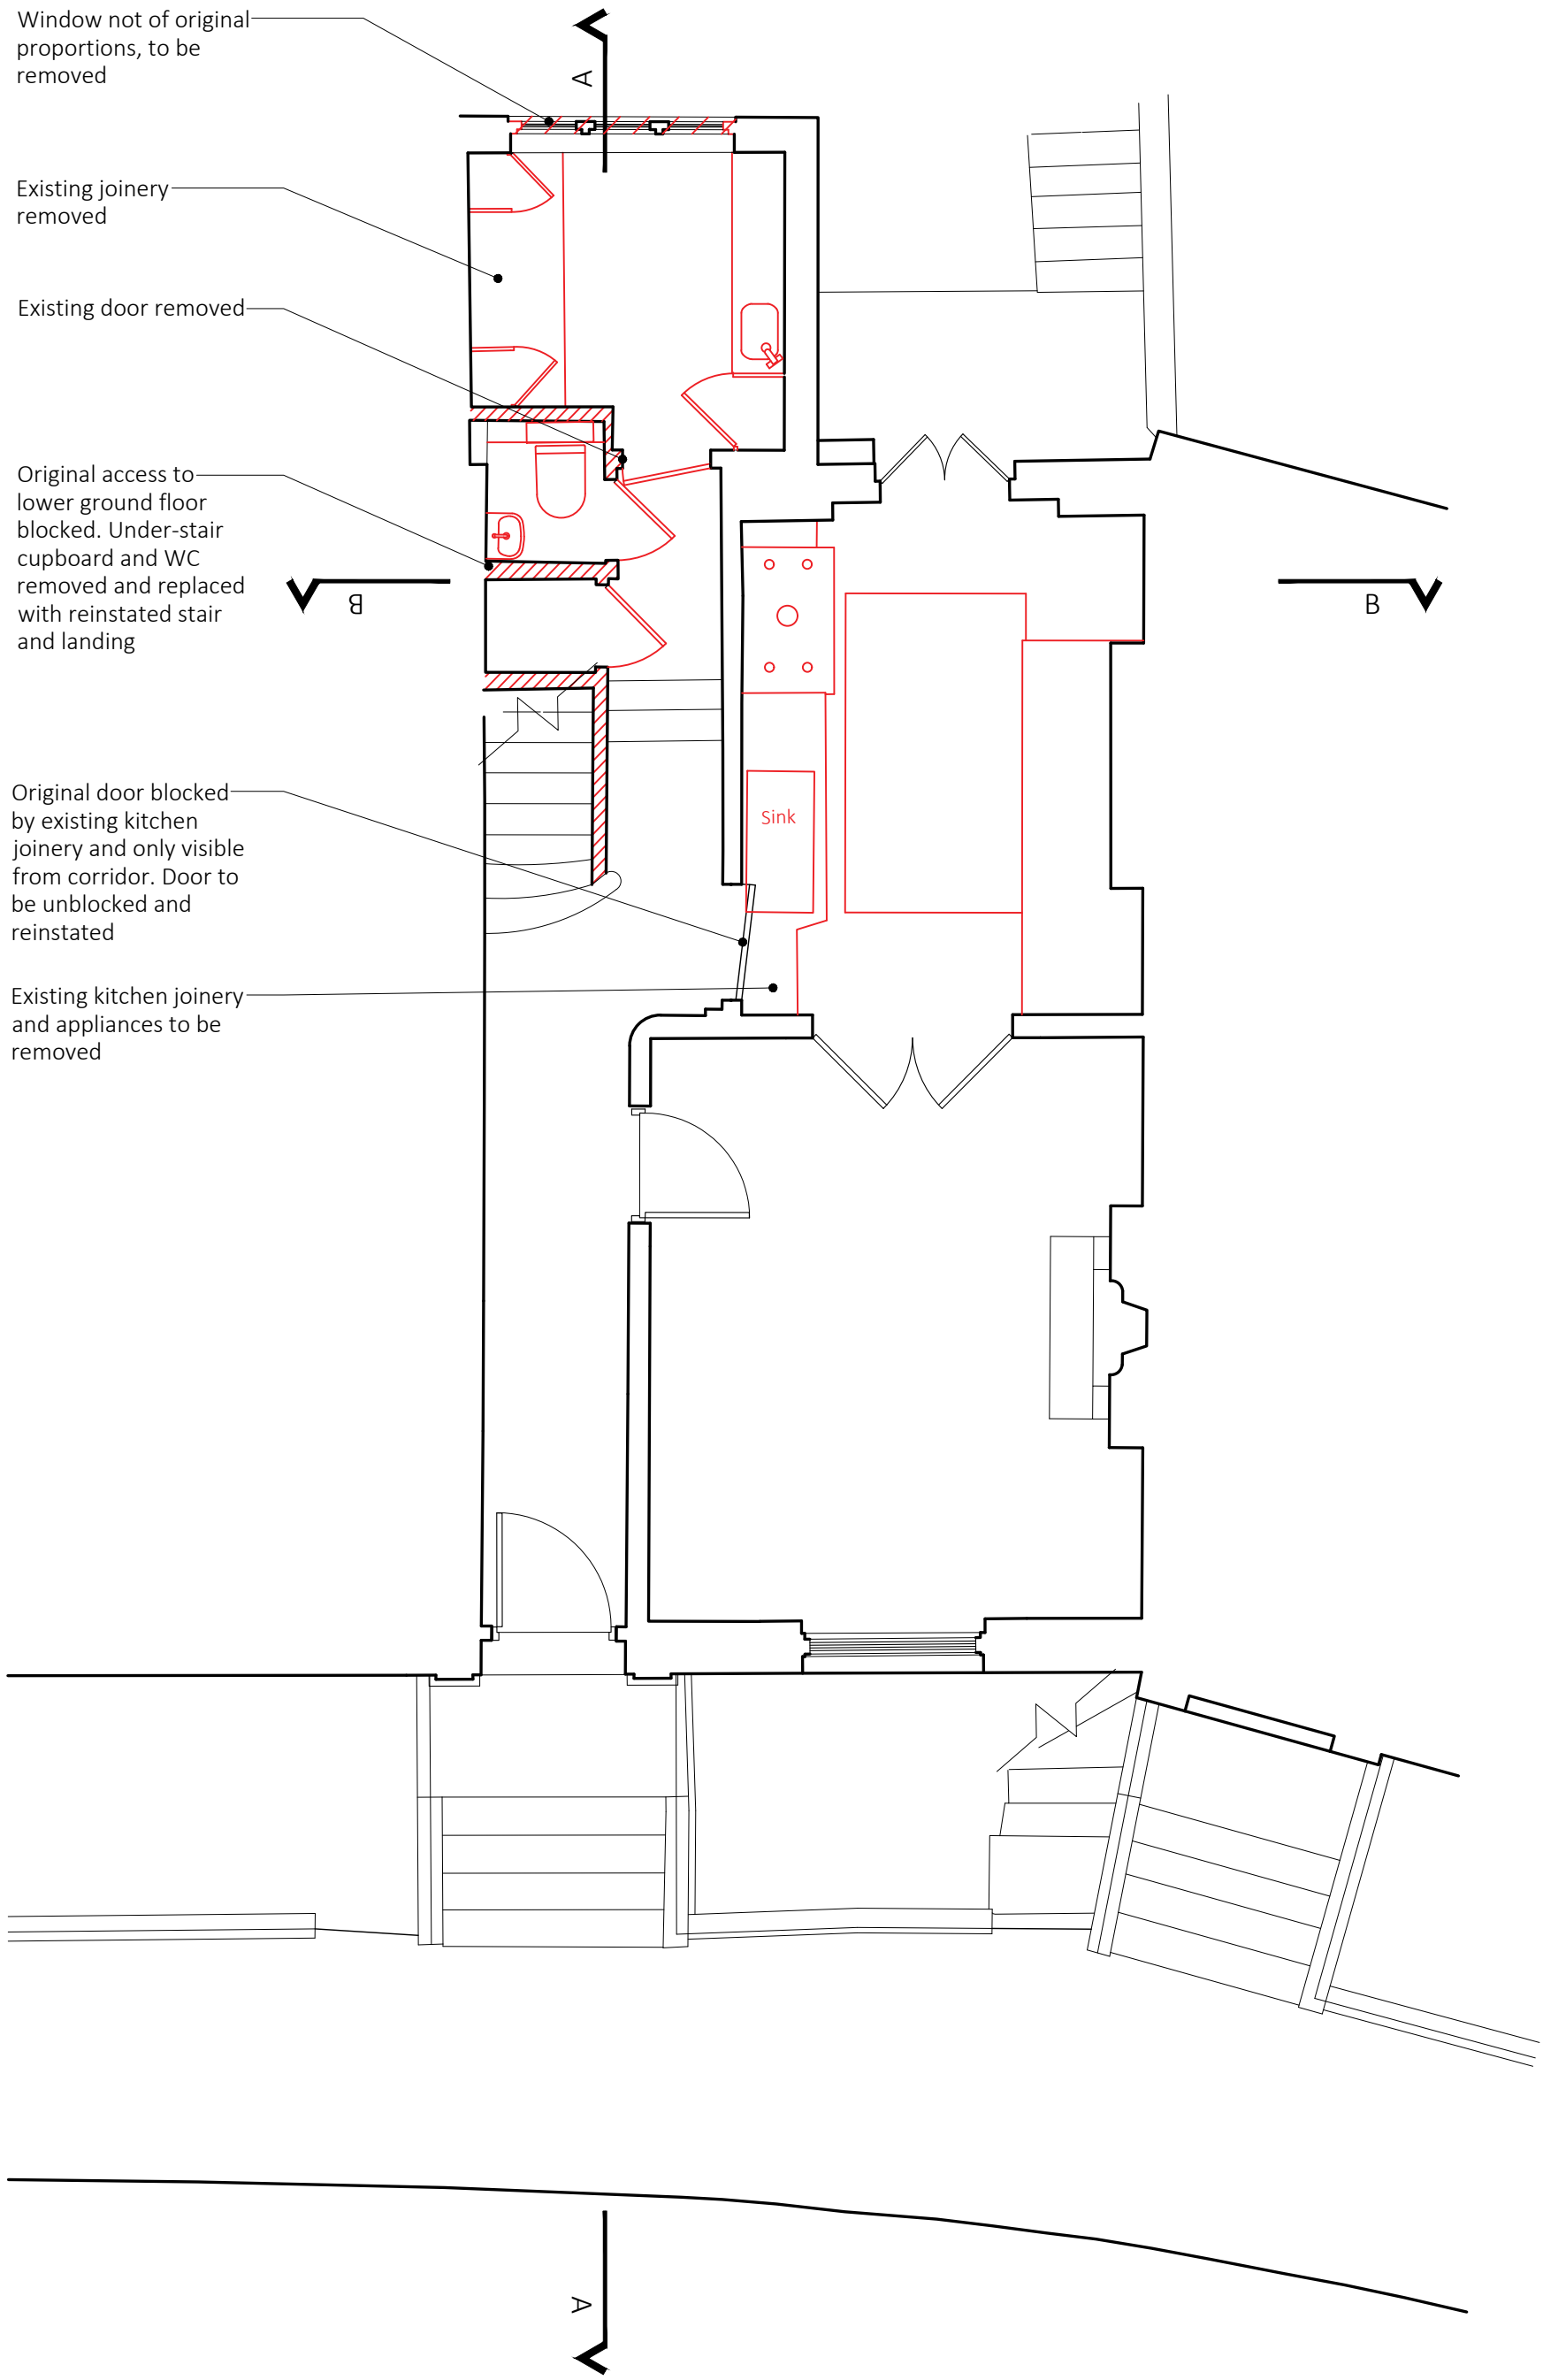 Window not of original
proportions, to be
removed
A
Existing joinery
removed
Existing door removed
Original access to
lower ground floor
blocked. Under-stair
cupboard and WC
removed and replaced
with reinstated stair
and landing
B
B
Original door blocked
by existing kitchen
joinery and only visible
from corridor. Door to
be unblocked and
reinstated
Sink
Existing kitchen joinery
and appliances to be
removed
A